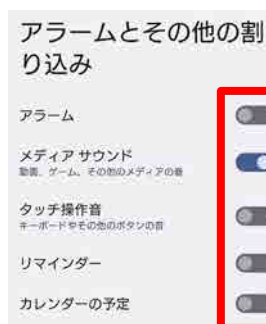 アラームとその他の割
り込み
アラーム
メディア サウンド
動画、ゲーム、その他のメディアの音
タッチ操作音
キーボードやその他のボタンの音
リマインダー
カレンダーの予定